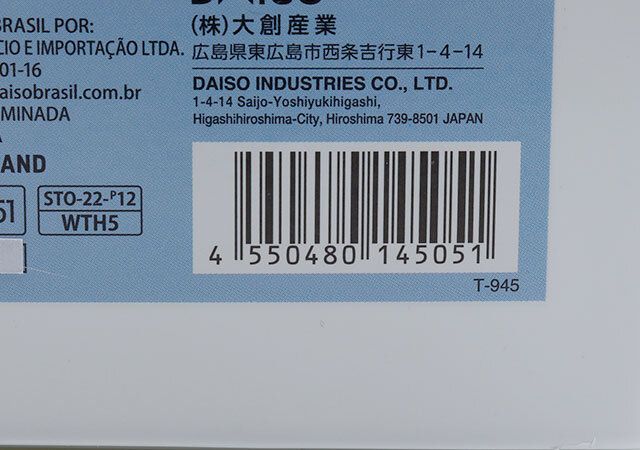 BRASIL POR:
CIO E IMPORTAÇÃO LTDA.
01-16
aisobrasil.com.br
MINADA
A
AND
51
STO-22-P12
WTH5
DAISO
(株)大創産業
広島県東広島市西条吉行東1-4-14
DAISO INDUSTRIES CO., LTD.
1-4-14 Saijo-Yoshiyukihigashi,
Higashihiroshima-City, Hiroshima 739-8501 JAPAN
4 550480 145051
T-945